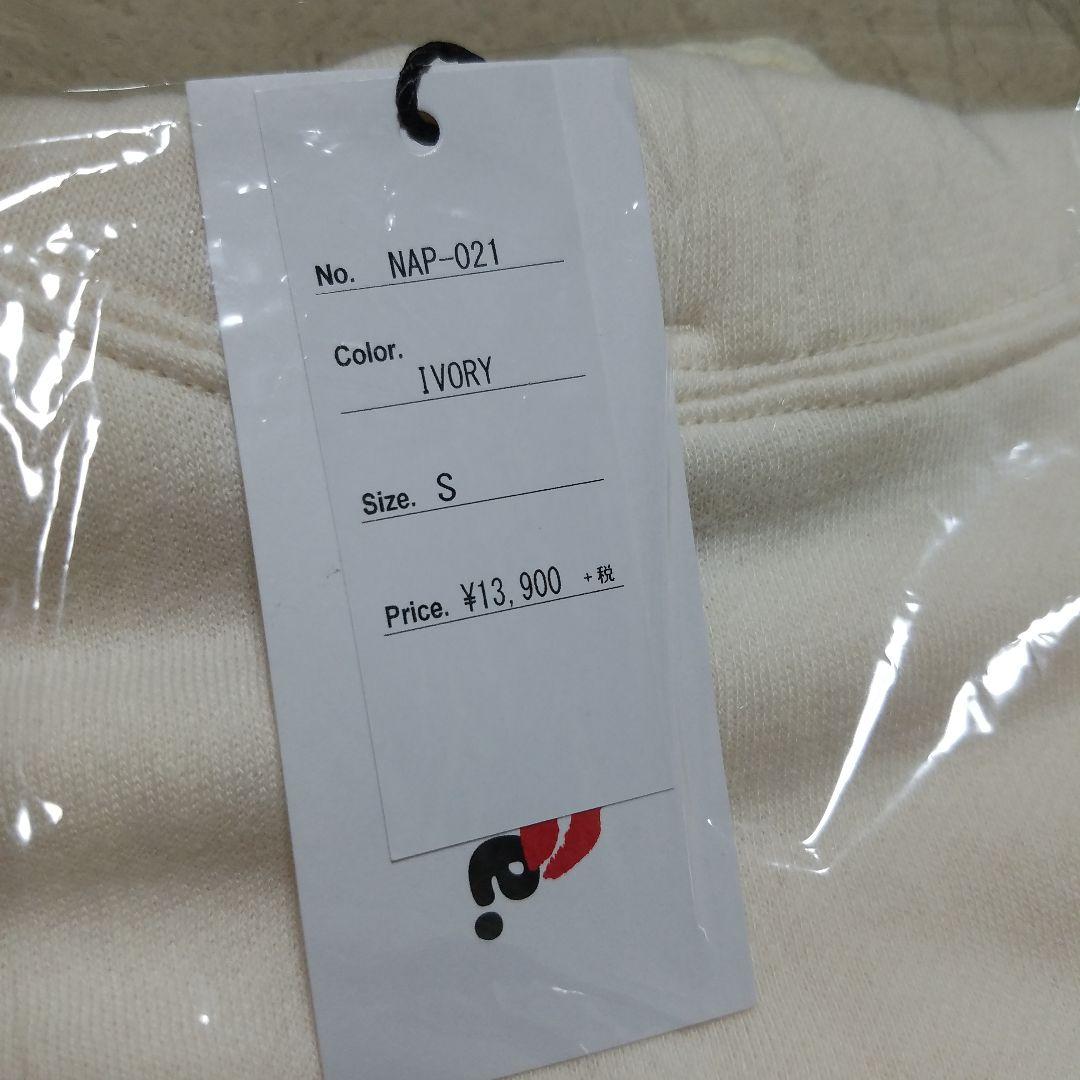 No. NAP-021
Color. IVORY
Size. S
Price. ¥13,900 +税